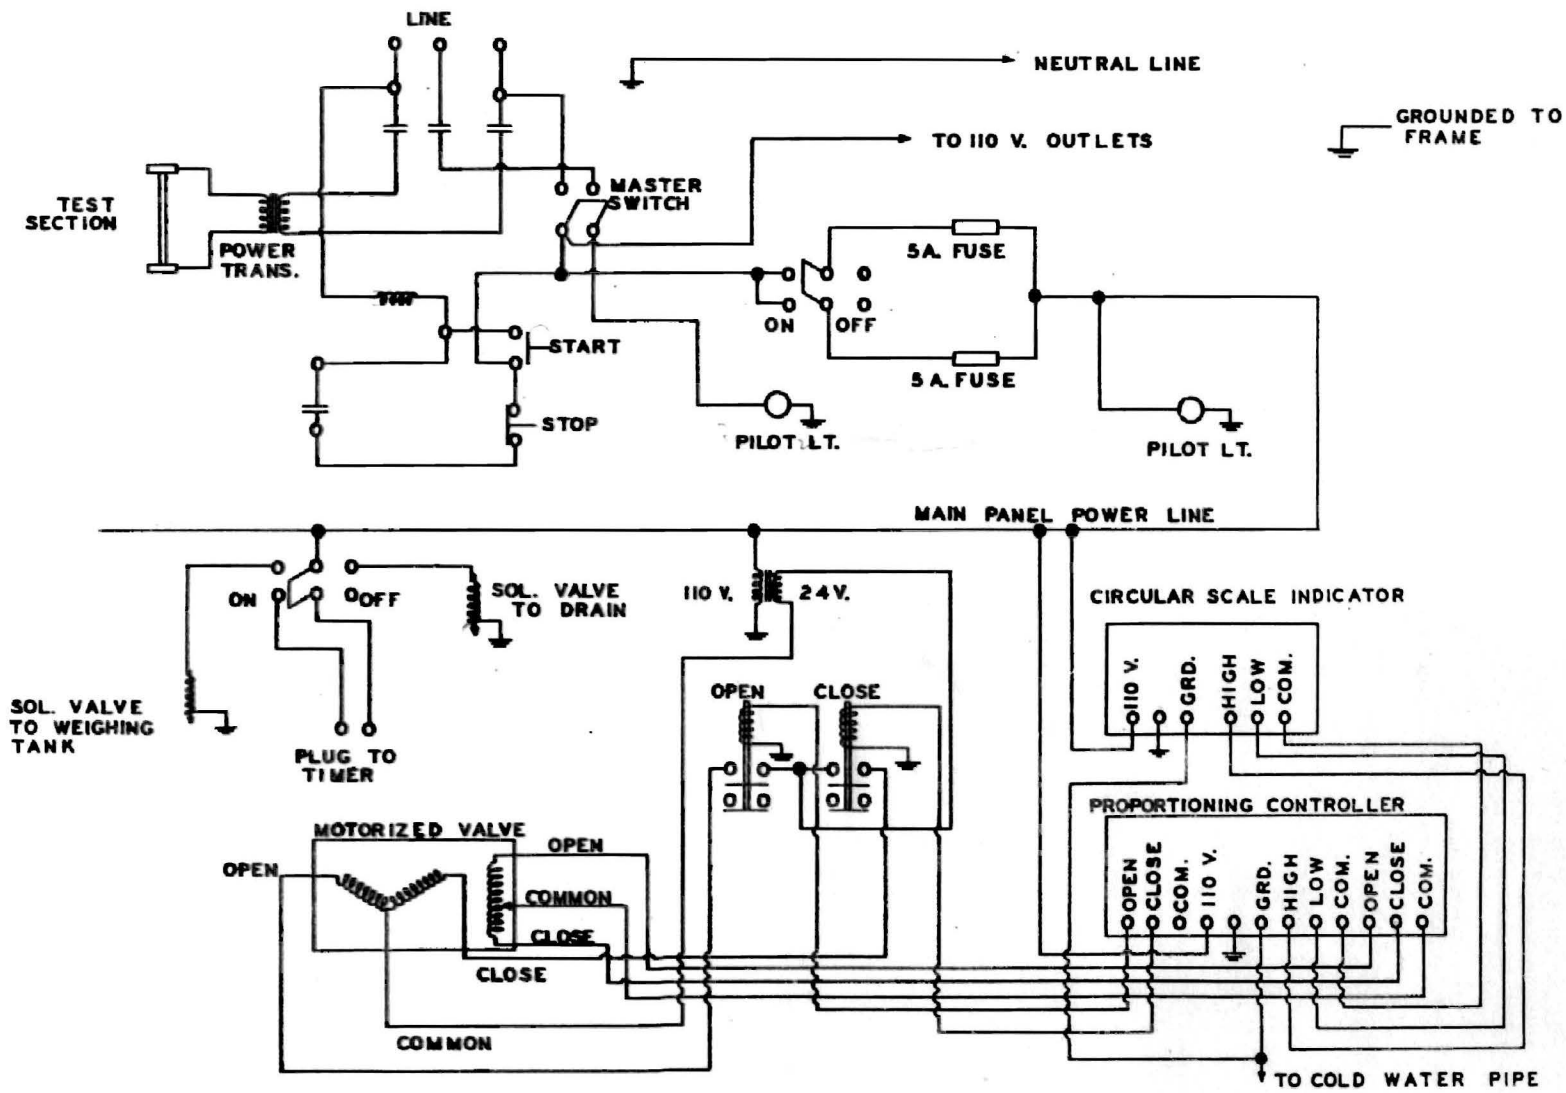 LINE
NEUTRAL LINE
GROUNDED TO
FRAME
TO 110 V. OUTLETS
MASTER
SWITCH
TEST
SECTION
POWER
TRANS.
5A. FUSE
ON
OFF
START
5A. FUSE
STOP
PILOT LT.
PILOT LT.
MAIN PANEL POWER LINE
ON
OFF
SOL. VALVE
TO DRAIN
110 V.
24V.
CIRCULAR SCALE INDICATOR
110 V.
GRD.
HIGH
LOW
COM.
SOL. VALVE
TO WEIGHING
TANK
PLUG TO
TIMER
OPEN
CLOSE
PROPORTIONING CONTROLLER
OPEN
CLOSE
COM.
110 V.
GRD.
HIGH
LOW
COM.
OPEN
CLOSE
COM.
MOTORIZED VALVE
OPEN
OPEN
COMMON
CLOSE
CLOSE
COMMON
TO COLD WATER PIPE